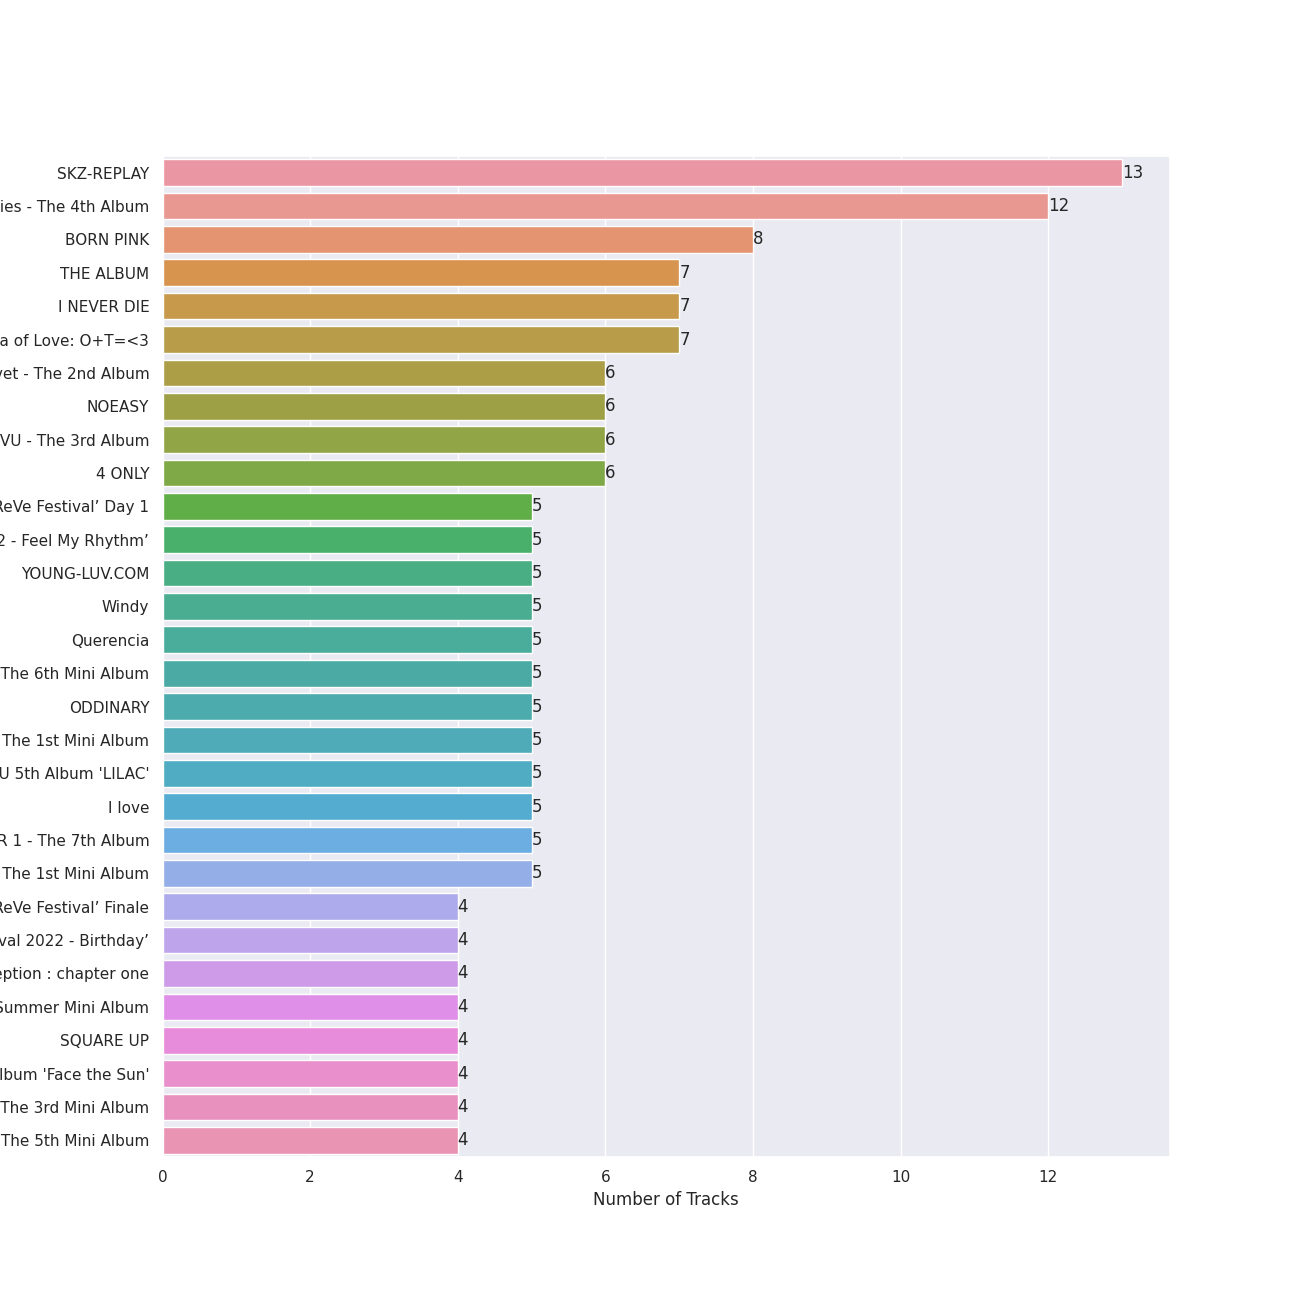 SKZ-REPLAY 13
ies - The 4th Album 12
BORN PINK 8
THE ALBUM 7
I NEVER DIE 7
a of Love: O+T=<3 7
vet - The 2nd Album 6
NOEASY 6
VU - The 3rd Album 6
4 ONLY 6
ReVe Festival’ Day 1 5
2 - Feel My Rhythm’ 5
YOUNG-LUV.COM 5
Windy 5
Querencia 5
The 6th Mini Album 5
ODDINARY 5
The 1st Mini Album 5
U 5th Album 'LILAC' 5
I love 5
R 1 - The 7th Album 5
The 1st Mini Album 5
ReVe Festival’ Finale 4
val 2022 - Birthday’ 4
eption : chapter one 4
Summer Mini Album 4
SQUARE UP 4
lbum 'Face the Sun' 4
The 3rd Mini Album 4
The 5th Mini Album 4
0 2 4 6 8 10 12
Number of Tracks